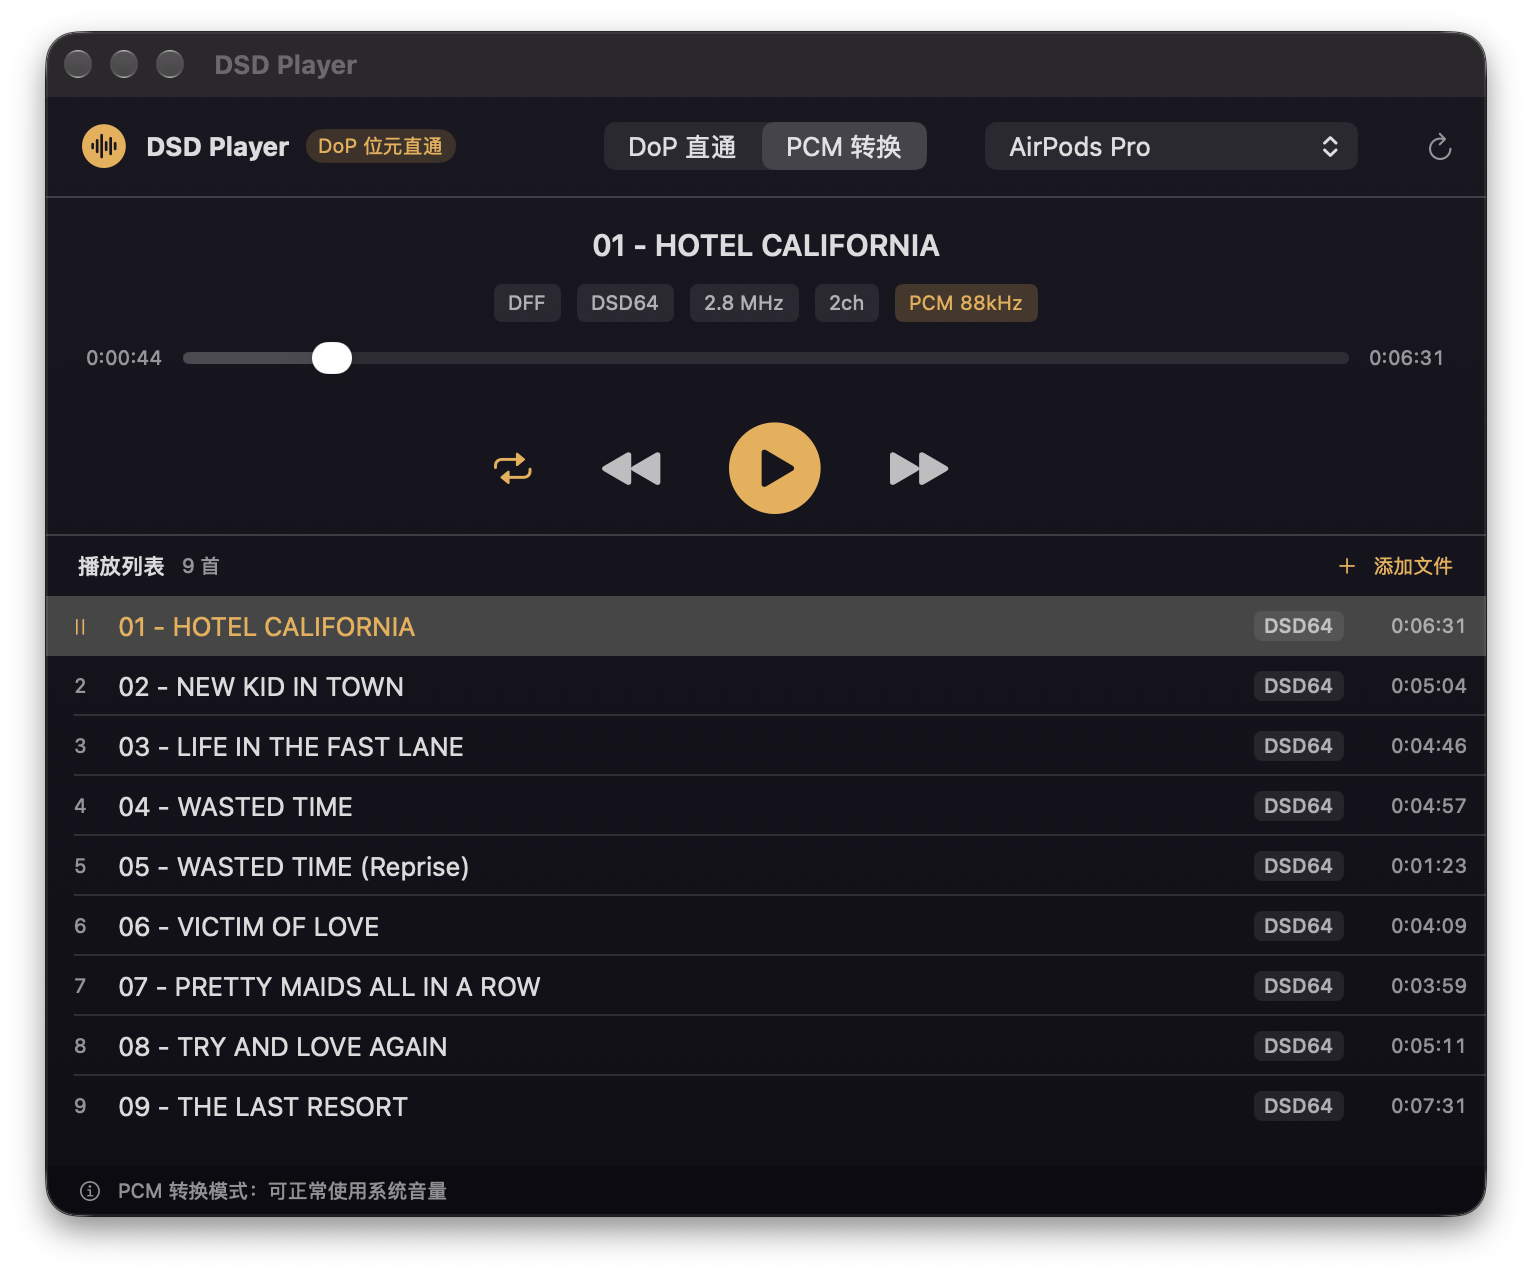 DSD Player
DSD Player DoP 位元直通 DoP 直通 PCM 转换 AirPods Pro
01 - HOTEL CALIFORNIA
DFF DSD64 2.8 MHz 2ch PCM 88kHz
0:00:44 0:06:31
播放列表 9 首 + 添加文件
01 - HOTEL CALIFORNIA DSD64 0:06:31
2 02 - NEW KID IN TOWN DSD64 0:05:04
3 03 - LIFE IN THE FAST LANE DSD64 0:04:46
4 04 - WASTED TIME DSD64 0:04:57
5 05 - WASTED TIME (Reprise) DSD64 0:01:23
6 06 - VICTIM OF LOVE DSD64 0:04:09
7 07 - PRETTY MAIDS ALL IN A ROW DSD64 0:03:59
8 08 - TRY AND LOVE AGAIN DSD64 0:05:11
9 09 - THE LAST RESORT DSD64 0:07:31
PCM 转换模式：可正常使用系统音量